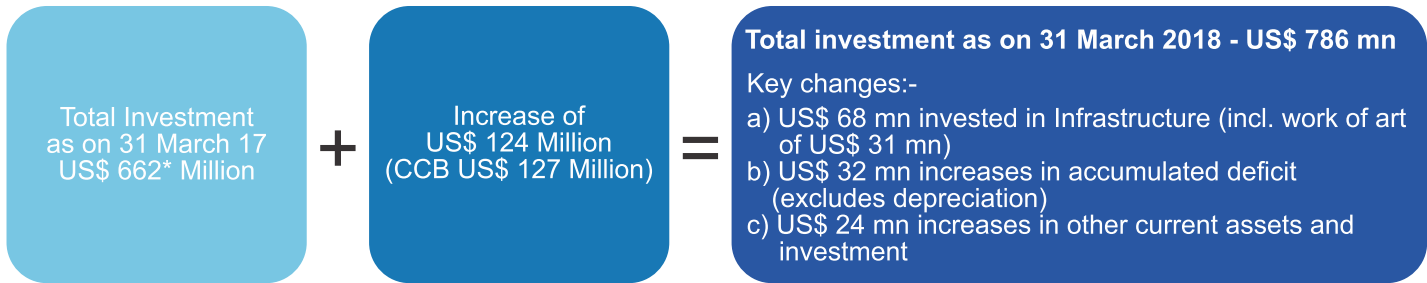 Total Investment
as on 31 March 17
US$ 662* Million
+
Increase of
US$ 124 Million
(CCB US$ 127 Million)
=
Total investment as on 31 March 2018 - US$ 786 mn
Key changes:-
a) US$ 68 mn invested in Infrastructure (incl. work of art
of US$ 31 mn)
b) US$ 32 mn increases in accumulated deficit
(excludes depreciation)
c) US$ 24 mn increases in other current assets and
investment